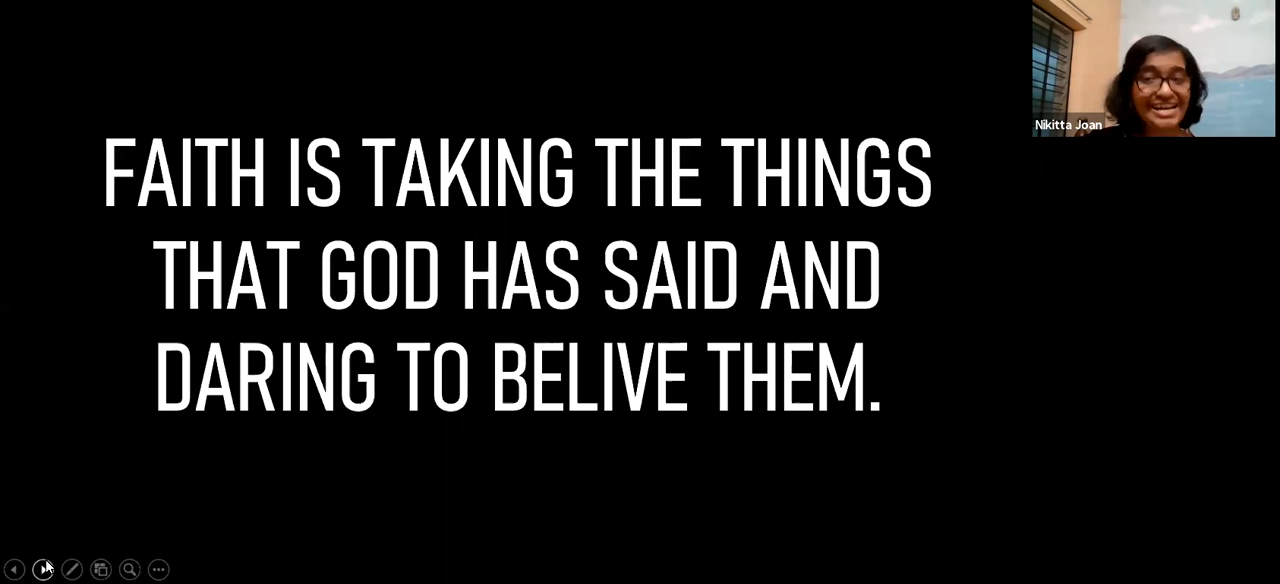 Nikitta Joan
FAITH IS TAKING THE THINGS
THAT GOD HAS SAID AND
DARING TO BELIVE THEM.